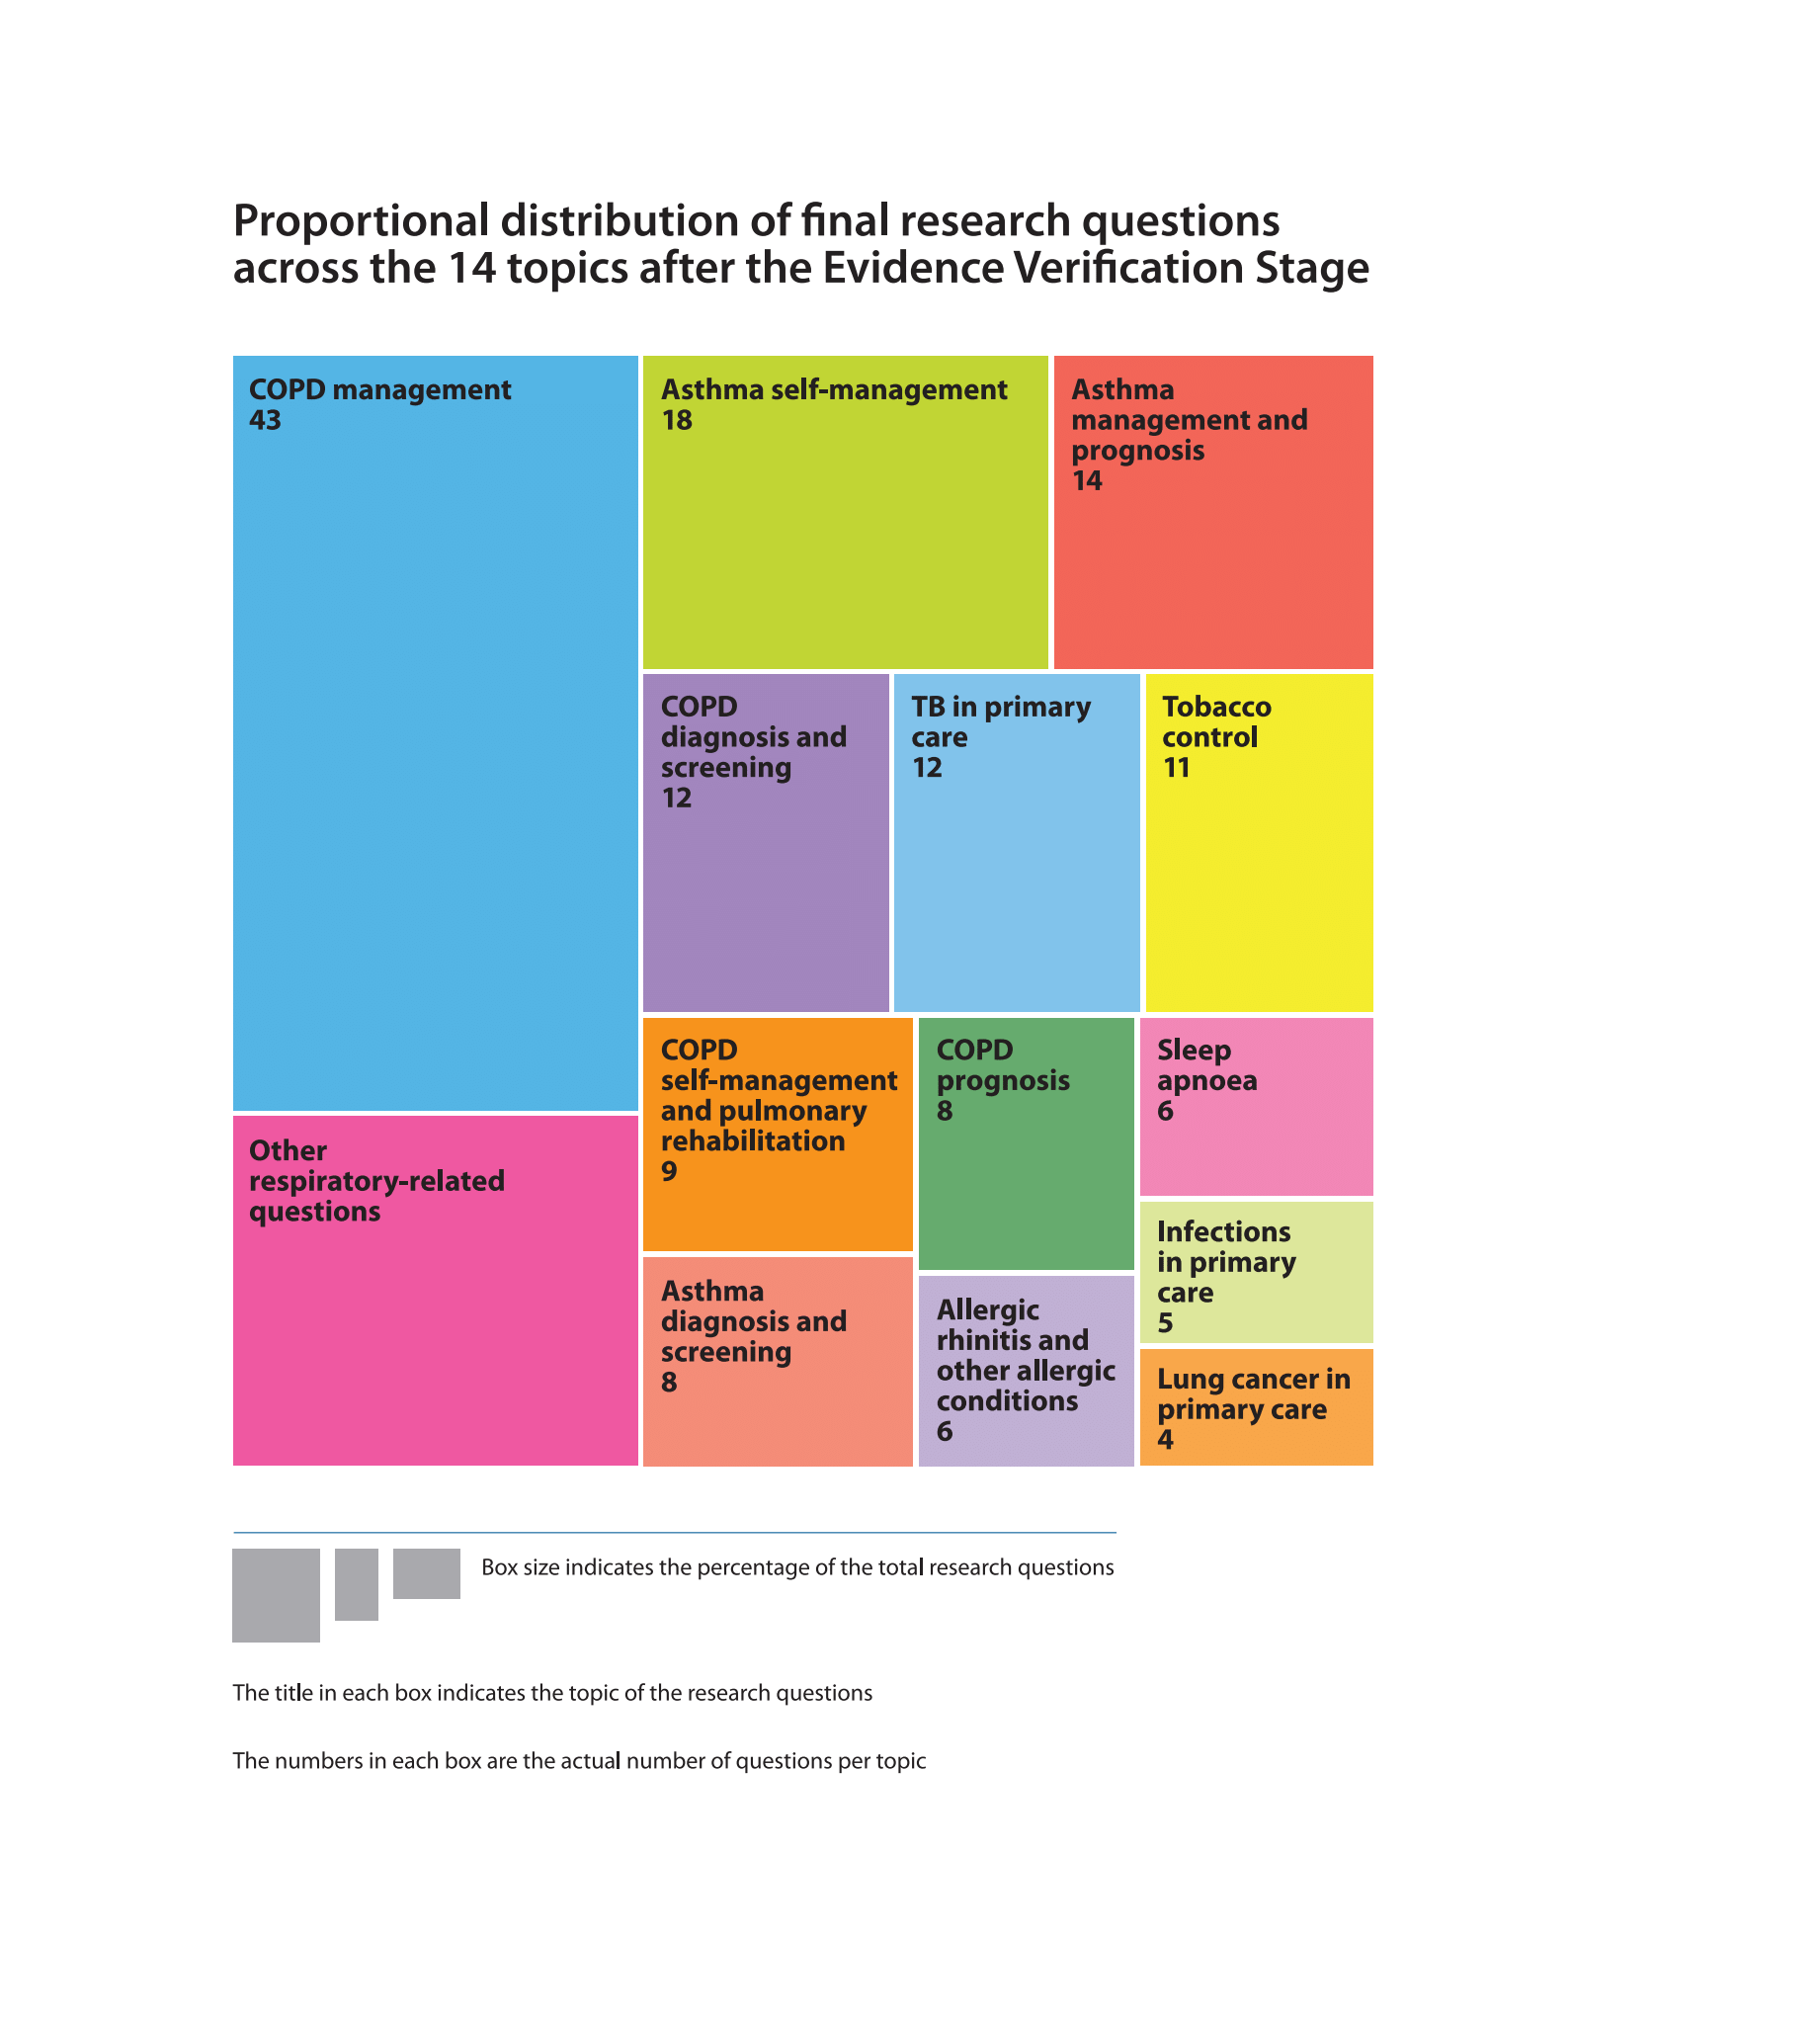 Proportional distribution of final research questions
across the 14 topics after the Evidence Verification Stage
COPD management
43
Asthma self-management
18
Asthma
management and
prognosis
14
COPD
diagnosis and
screening
12
TB in primary
care
12
Tobacco
control
11
COPD
self-management
and pulmonary
rehabilitation
9
COPD
prognosis
8
Sleep
apnoea
6
Other
respiratory-related
questions
Infections
in primary
care
5
Asthma
diagnosis and
screening
8
Allergic
rhinitis and
other allergic
conditions
6
Lung cancer in
primary care
4
Box size indicates the percentage of the total research questions
The title in each box indicates the topic of the research questions
The numbers in each box are the actual number of questions per topic